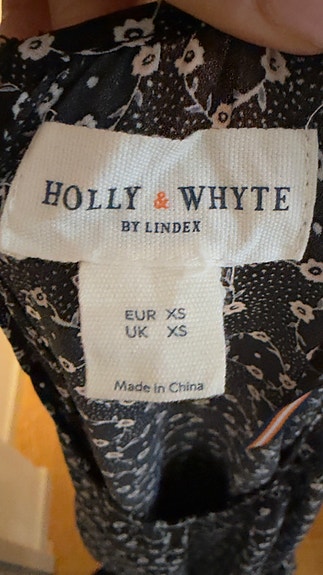 HOLLY & WHYTE
BY LINDEX
EUR XS
UK XS
Made in China